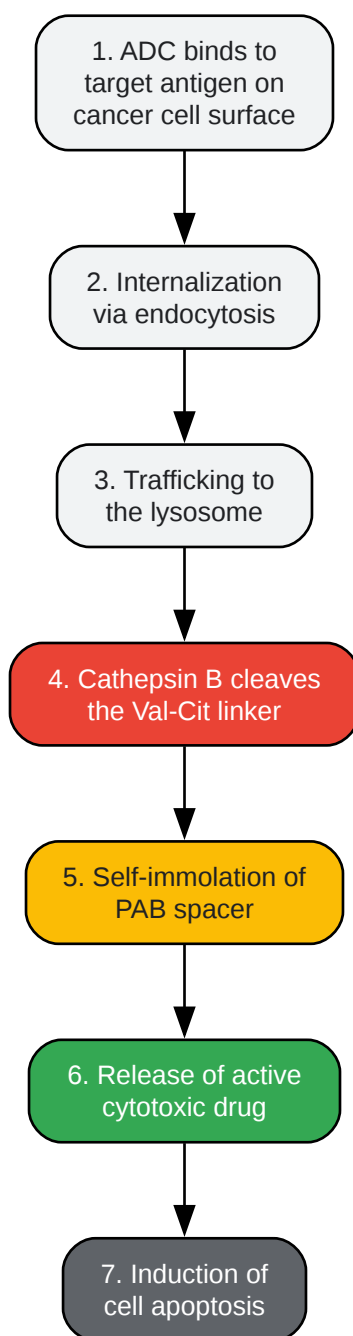 1. ADC binds to
target antigen on
cancer cell surface
2. Internalization
via endocytosis
3. Trafficking to
the lysosome
4. Cathepsin B cleaves
the Val-Cit linker
5. Self-immolation of
PAB spacer
6. Release of active
cytotoxic drug
7. Induction of
cell apoptosis